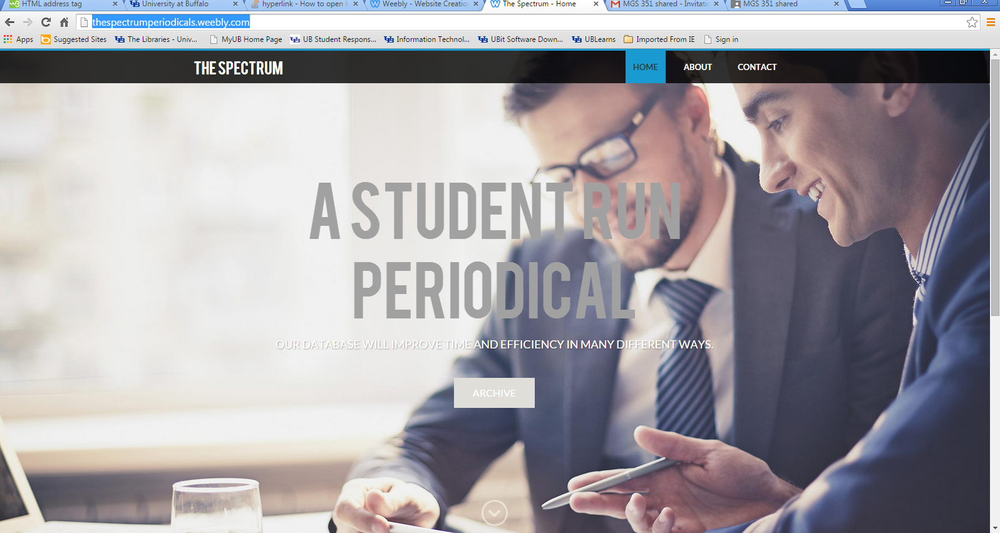 HTML address tag
University at Buffalo
hyperlink - How to open li
Weebly - Website Creation
The Spectrum - Home
MGS 351 shared - Invitati
MGS 351 shared
thespectrumperiodicals.weebly.com
Apps
Suggested Sites
The Libraries - Univ...
MyUB Home Page
UB Student Respons...
Information Technol...
UBit Software Down...
UBLearns
Imported From IE
Sign in
THE SPECTRUM
HOME
ABOUT
CONTACT
A STUDENT RUN
PERIODICAL
OUR DATABASE WILL IMPROVE TIME AND EFFICIENCY IN MANY DIFFERENT WAYS.
ARCHIVE